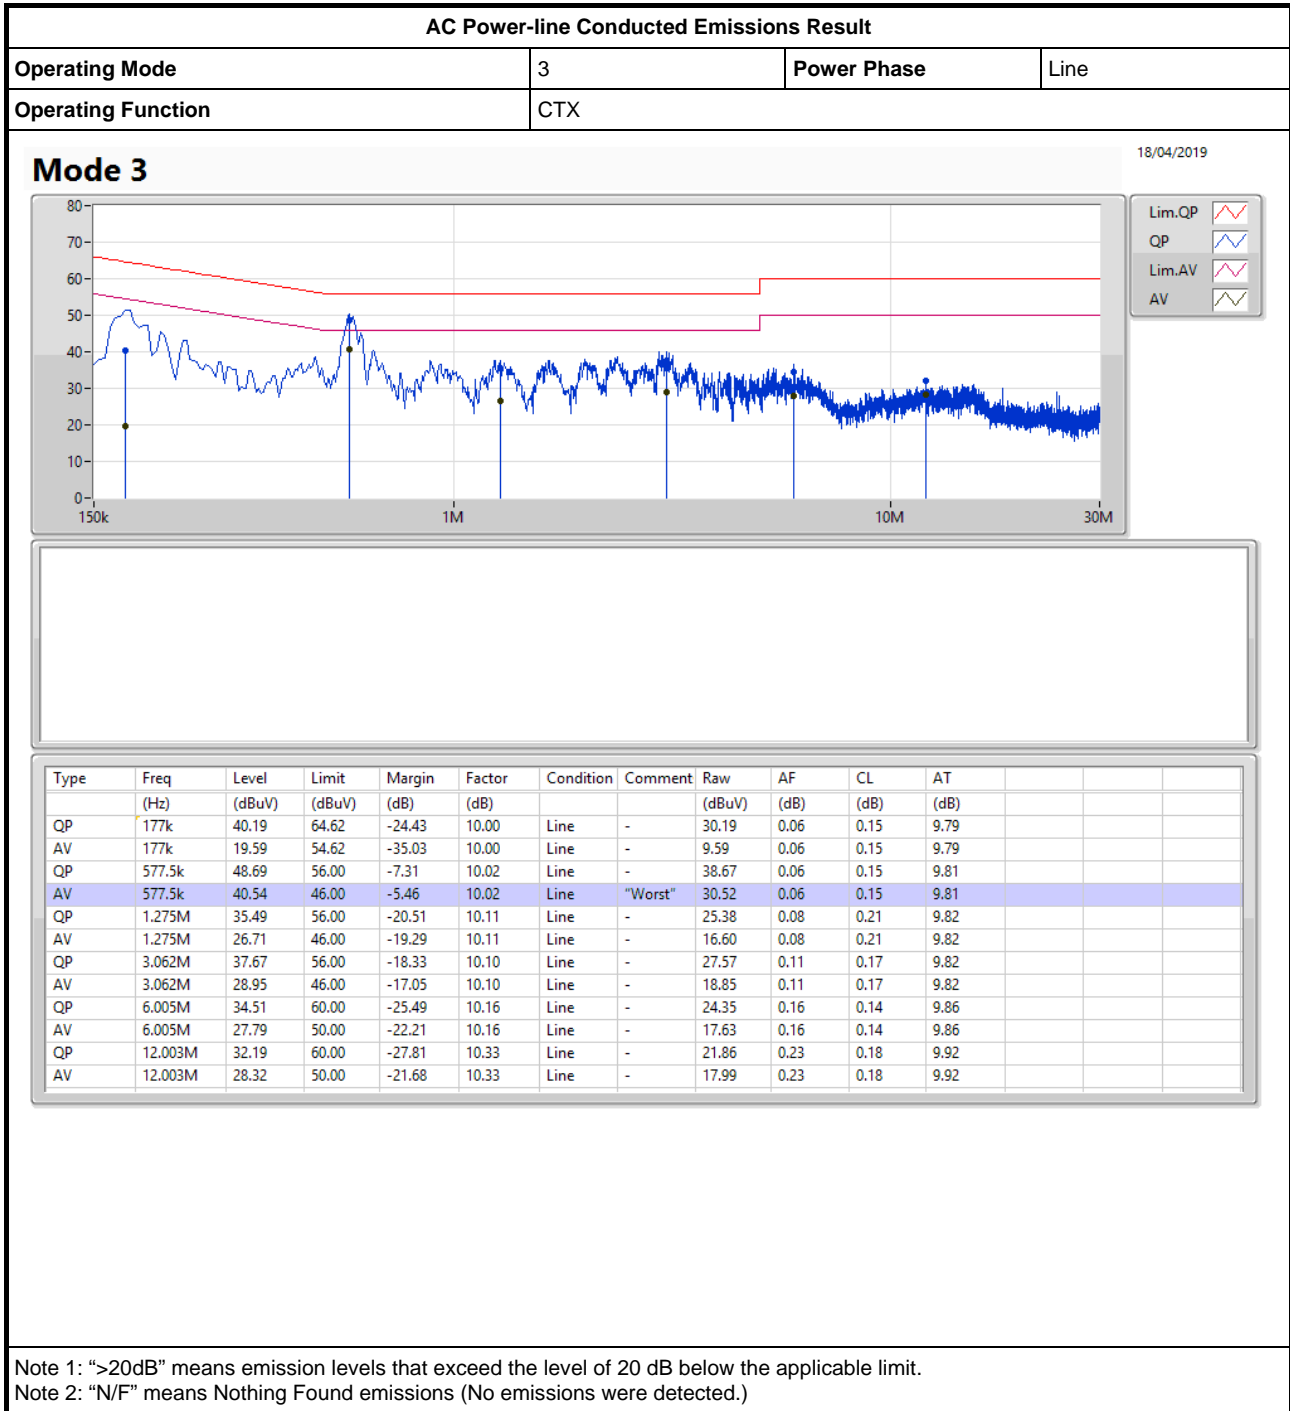 AC Power-line Conducted Emissions Result
Operating Mode 3 Power Phase Line
Operating Function CTX
18/04/2019
Mode 3
80
70
60
50
40
30
20
10
0
150k 1M 10M 30M
Lim.QP
QP
Lim.AV
AV
Type Freq Level Limit Margin Factor Condition Comment Raw AF CL AT
(Hz) (dBuV) (dBuV) (dB) (dB) (dBuV) (dB) (dB) (dB)
QP 177k 40.19 64.62 -24.43 10.00 Line - 30.19 0.06 0.15 9.79
AV 177k 19.59 54.62 -35.03 10.00 Line - 9.59 0.06 0.15 9.79
QP 577.5k 48.69 56.00 -7.31 10.02 Line - 38.67 0.06 0.15 9.81
AV 577.5k 40.54 46.00 -5.46 10.02 Line "Worst" 30.52 0.06 0.15 9.81
QP 1.275M 35.49 56.00 -20.51 10.11 Line - 25.38 0.08 0.21 9.82
AV 1.275M 26.71 46.00 -19.29 10.11 Line - 16.60 0.08 0.21 9.82
QP 3.062M 37.67 56.00 -18.33 10.10 Line - 27.57 0.11 0.17 9.82
AV 3.062M 28.95 46.00 -17.05 10.10 Line - 18.85 0.11 0.17 9.82
QP 6.005M 34.51 60.00 -25.49 10.16 Line - 24.35 0.16 0.14 9.86
AV 6.005M 27.79 50.00 -22.21 10.16 Line - 17.63 0.16 0.14 9.86
QP 12.003M 32.19 60.00 -27.81 10.33 Line - 21.86 0.23 0.18 9.92
AV 12.003M 28.32 50.00 -21.68 10.33 Line - 17.99 0.23 0.18 9.92
Note 1: “>20dB” means emission levels that exceed the level of 20 dB below the applicable limit.
Note 2: “N/F” means Nothing Found emissions (No emissions were detected.)